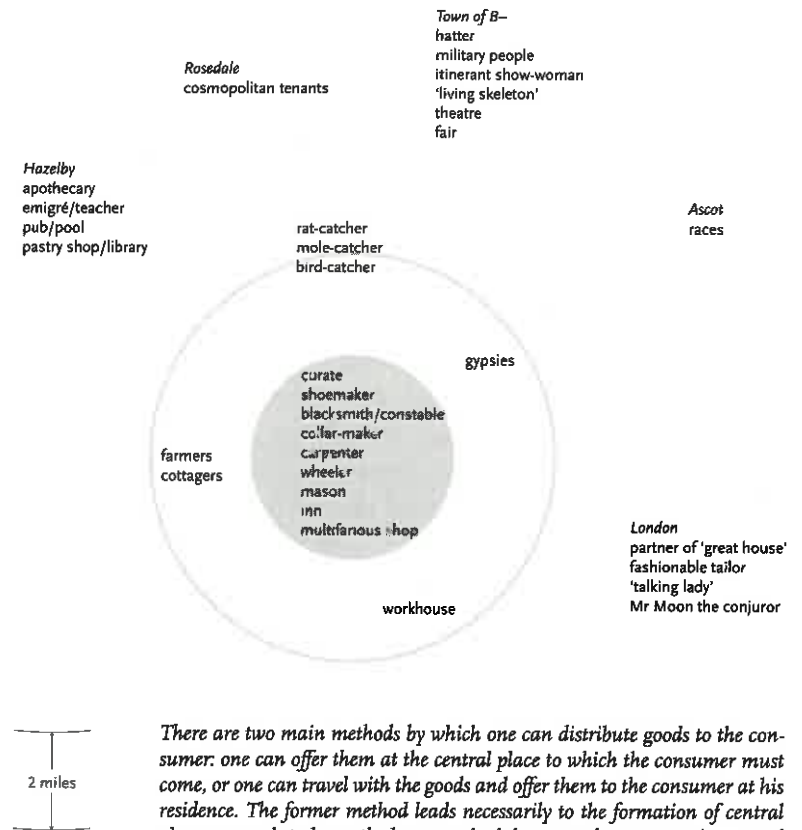 Town of B–
hatter
military people
itinerant show-woman
'living skeleton'
theatre
fair
Rosedale
cosmopolitan tenants
Hazelby
apothecary
emigré/teacher
pub/pool
pastry shop/library
Ascot
races
rat-catcher
mole-catcher
bird-catcher
gypsies
curate
shoemaker
blacksmith/constable
collar-maker
carpenter
wheeler
mason
inn
multifarious shop
farmers
cottagers
London
partner of 'great house'
fashionable tailor
'talking lady'
Mr Moon the conjuror
workhouse
2 miles
There are two main methods by which one can distribute goods to the con-
sumer: one can offer them at the central place to which the consumer must
come, or one can travel with the goods and offer them to the consumer at his
residence. The former method leads necessarily to the formation of central